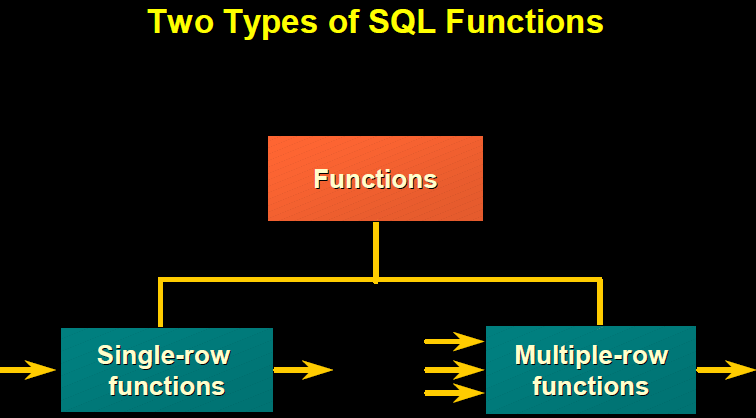 Two Types of SQL Functions
Functions
Single-row
functions
Multiple-row
functions